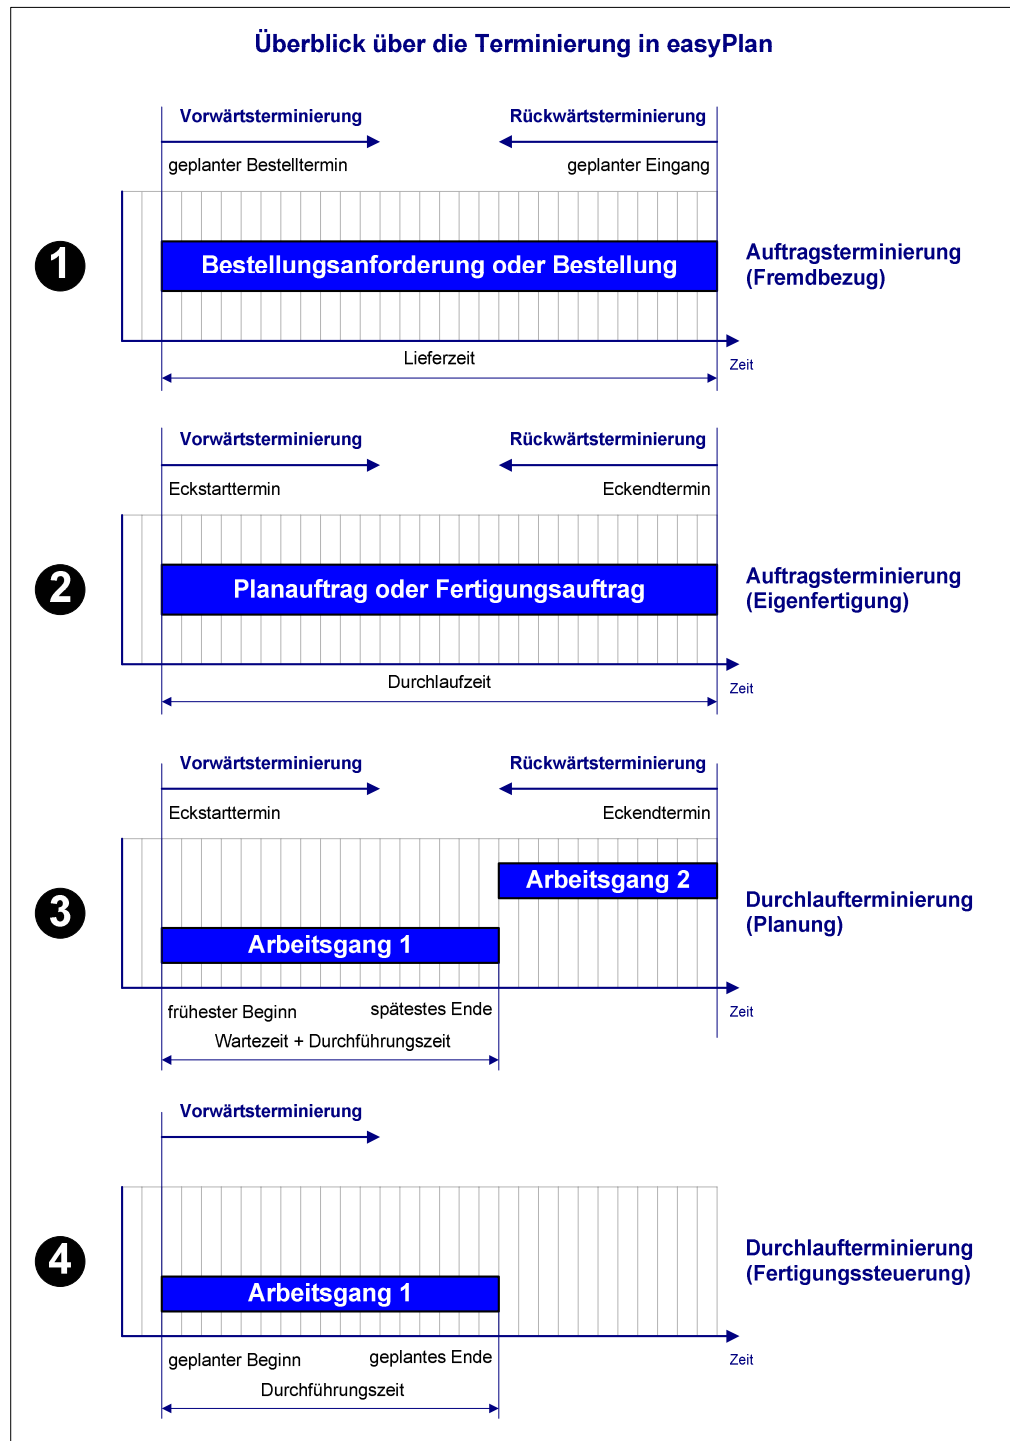 Überblick über die Terminierung in easyPlan
Vorwärtsterminierung
Rückwärtsterminierung
geplanter Bestelltermin
geplanter Eingang
1
Bestellungsanforderung oder Bestellung
Auftragsterminierung
(Fremdbezug)
Lieferzeit
Zeit
Vorwärtsterminierung
Rückwärtsterminierung
Eckstarttermin
Eckendtermin
2
Planauftrag oder Fertigungsauftrag
Auftragsterminierung
(Eigenfertigung)
Durchlaufzeit
Zeit
Vorwärtsterminierung
Rückwärtsterminierung
Eckstarttermin
Eckendtermin
3
Arbeitsgang 2
Arbeitsgang 1
Durchlaufterminierung
(Planung)
frühester Beginn
spätestes Ende
Zeit
Wartezeit + Durchführungszeit
Vorwärtsterminierung
4
Arbeitsgang 1
Durchlaufterminierung
(Fertigungssteuerung)
geplanter Beginn
geplantes Ende
Zeit
Durchführungszeit